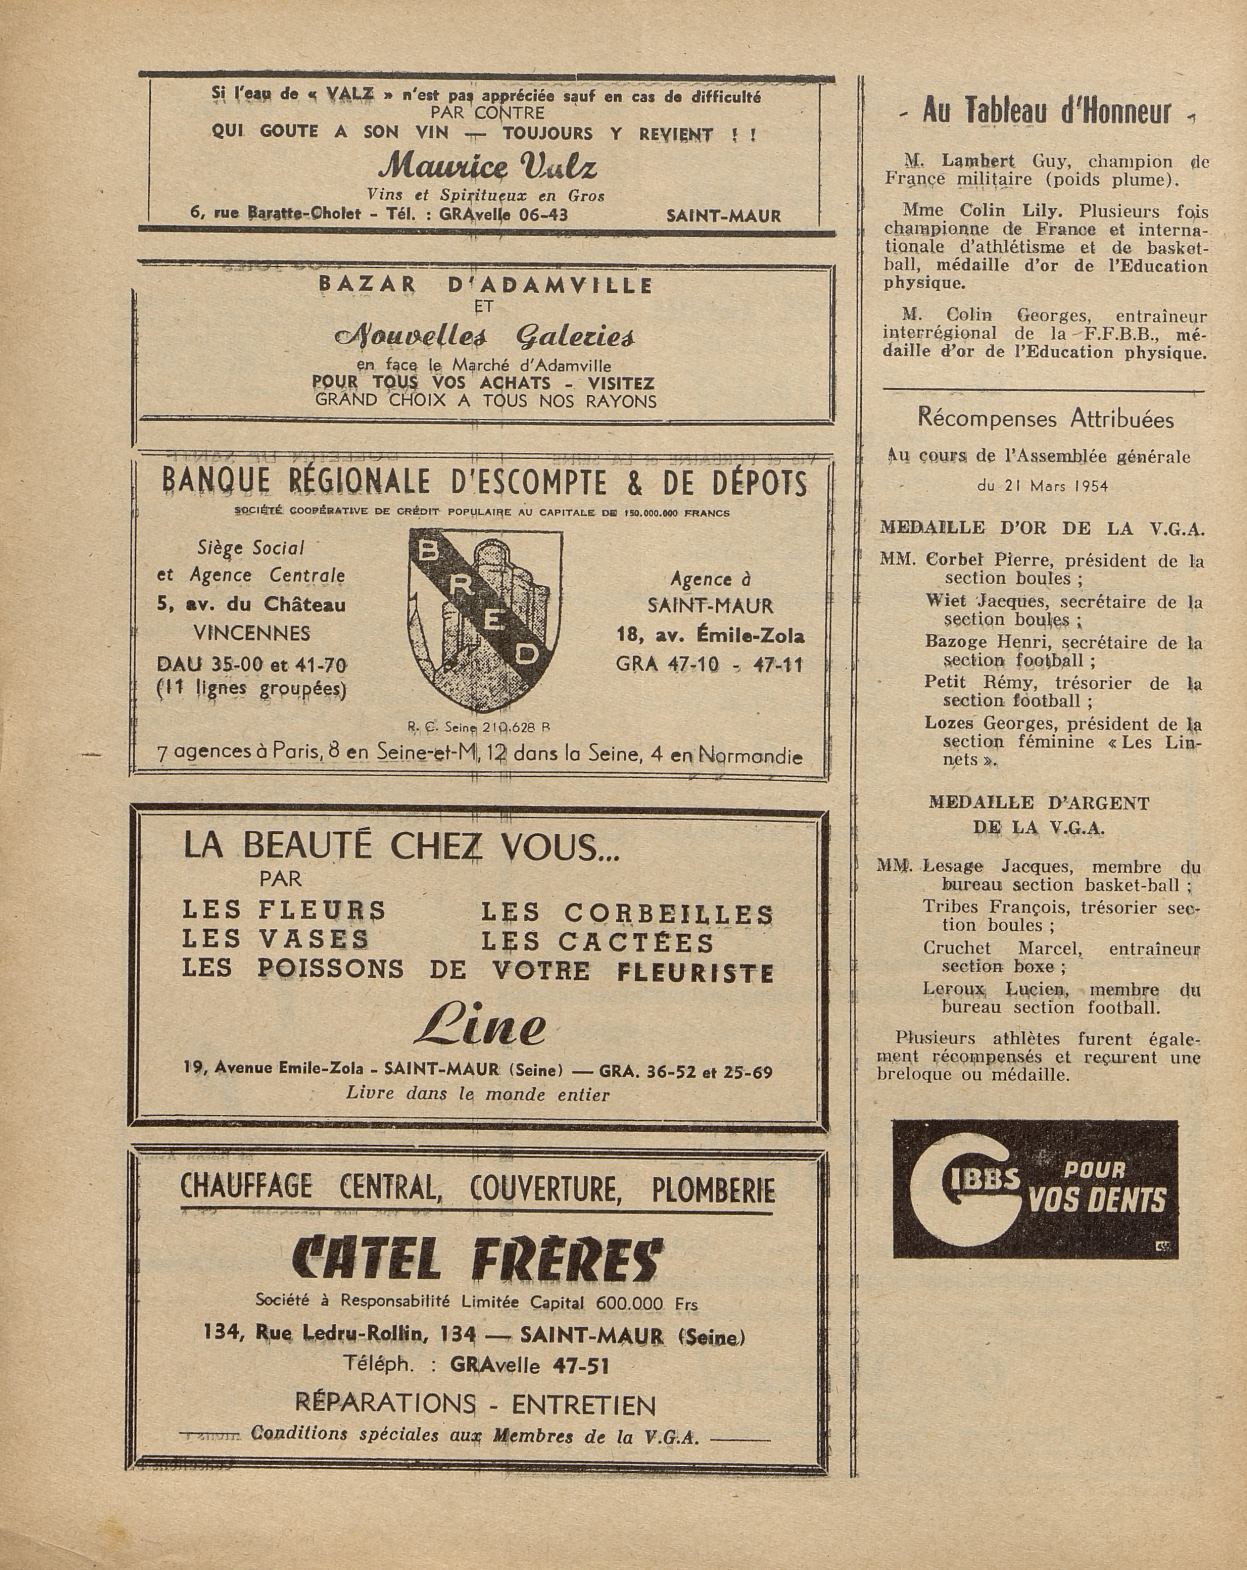 Si l'eau de « VALZ » n'est pas appréciée sauf en cas de difficulté
PAR CONTRE
QUI GOUTE A SON VIN — TOUJOURS Y REVIENT ! !
Maurice Valz
Vins et Spiritueux en Gros
6, rue Baratte-Cholet - Tél. : GRAvelle 06-43 SAINT-MAUR
BAZAR D'ADAMVILLE
ET
Nouvelles Galeries
en face le Marché d'Adamville
POUR TOUS VOS ACHATS - VISITEZ
GRAND CHOIX A TOUS NOS RAYONS
BANQUE RÉGIONALE D'ESCOMPTE & DE DÉPOTS
SOCIÉTÉ COOPÉRATIVE DE CRÉDIT POPULAIRE AU CAPITALE DE 150.000.000 FRANCS
Siège Social
et Agence Centrale
5, av. du Château
VINCENNES
DAU 35-00 et 41-70
(11 lignes groupées)
BRED
Agence à
SAINT-MAUR
18, av. Émile-Zola
GRA 47-10 - 47-11
R. C. Seine 210.628 B
7 agences à Paris, 8 en Seine-et-M, 12 dans la Seine, 4 en Normandie
LA BEAUTÉ CHEZ VOUS...
PAR
LES FLEURS LES CORBEILLES
LES VASES LES CACTÉES
LES POISSONS DE VOTRE FLEURISTE
Line
19, Avenue Emile-Zola - SAINT-MAUR (Seine) — GRA. 36-52 et 25-69
Livre dans le monde entier
CHAUFFAGE CENTRAL, COUVERTURE, PLOMBERIE
CATEL FRÈRES
Société à Responsabilité Limitée Capital 600.000 Frs
134, Rue Ledru-Rollin, 134 — SAINT-MAUR (Seine)
Téléph. : GRAvelle 47-51
RÉPARATIONS - ENTRETIEN
Conditions spéciales aux Membres de la V.G.A.
- Au Tableau d'Honneur -
M. Lambert Guy, champion de
France militaire (poids plume).
Mme Colin Lily. Plusieurs fois
championne de France et interna-
tionale d'athlétisme et de basket-
ball, médaille d'or de l'Education
physique.
M. Colin Georges, entraîneur
interrégional de la F.F.B.B., mé-
daille d'or de l'Education physique.
Récompenses Attribuées
Au cours de l'Assemblée générale
du 21 Mars 1954
MEDAILLE D'OR DE LA V.G.A.
MM. Corbel Pierre, président de la
section boules ;
Wiet Jacques, secrétaire de la
section boules ;
Bazoge Henri, secrétaire de la
section football ;
Petit Rémy, trésorier de la
section football ;
Lozes Georges, président de la
section féminine « Les Lin-
nets ».
MEDAILLE D'ARGENT
DE LA V.G.A.
MM. Lesage Jacques, membre du
bureau section basket-ball ;
Tribes François, trésorier sec-
tion boules ;
Cruchet Marcel, entraîneur
section boxe ;
Leroux Lucien, membre du
bureau section football.
Plusieurs athlètes furent égale-
ment récompensés et reçurent une
breloque ou médaille.
GIBBS POUR
VOS DENTS